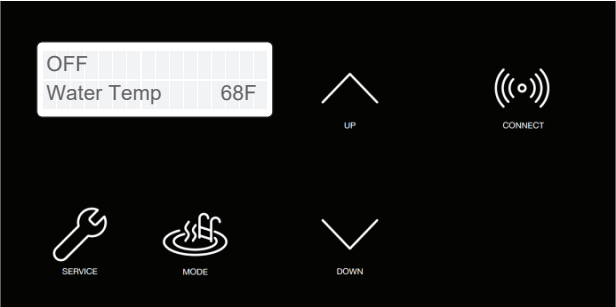 OFF
Water Temp 68F
UP
CONNECT
SERVICE
MODE
DOWN